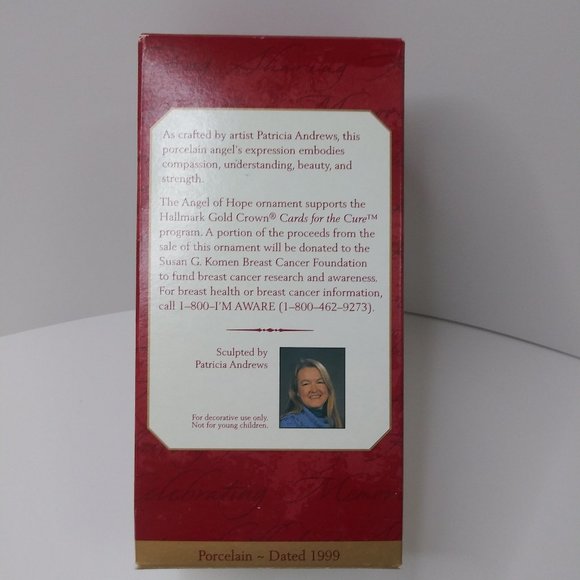 Sharing
As crafted by artist Patricia Andrews, this
porcelain angel's expression embodies
compassion, understanding, beauty, and
strength.
The Angel of Hope ornament supports the
Hallmark Gold Crown® Cards for the Cure™
program. A portion of the proceeds from the
sale of this ornament will be donated to the
Susan G. Komen Breast Cancer Foundation
to fund breast cancer research and awareness.
For breast health or breast cancer information,
call 1–800–I'M AWARE (1–800–462–9273).
Sculpted by
Patricia Andrews
For decorative use only.
Not for young children.
Celebrating
Porcelain ~ Dated 1999